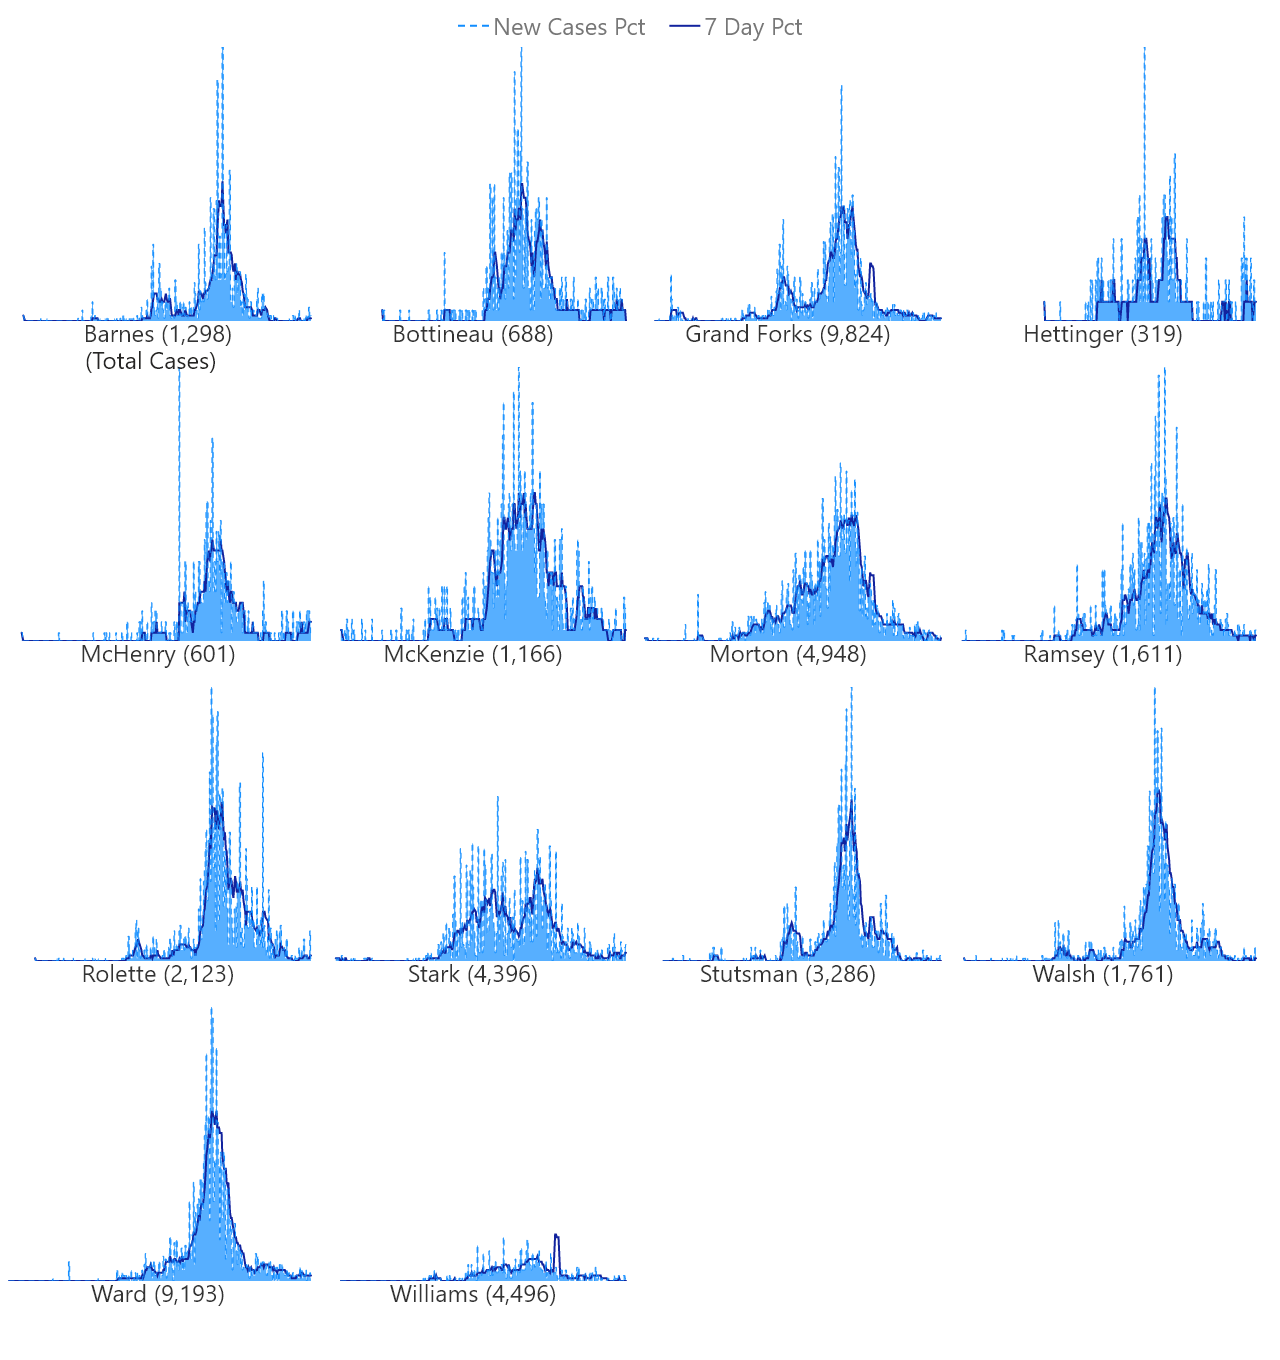 New Cases Pct 7 Day Pct
Barnes (1,298) Bottineau (688) Grand Forks (9,824) Hettinger (319)
(Total Cases)
McHenry (601) McKenzie (1,166) Morton (4,948) Ramsey (1,611)
Rolette (2,123) Stark (4,396) Stutsman (3,286) Walsh (1,761)
Ward (9,193) Williams (4,496)